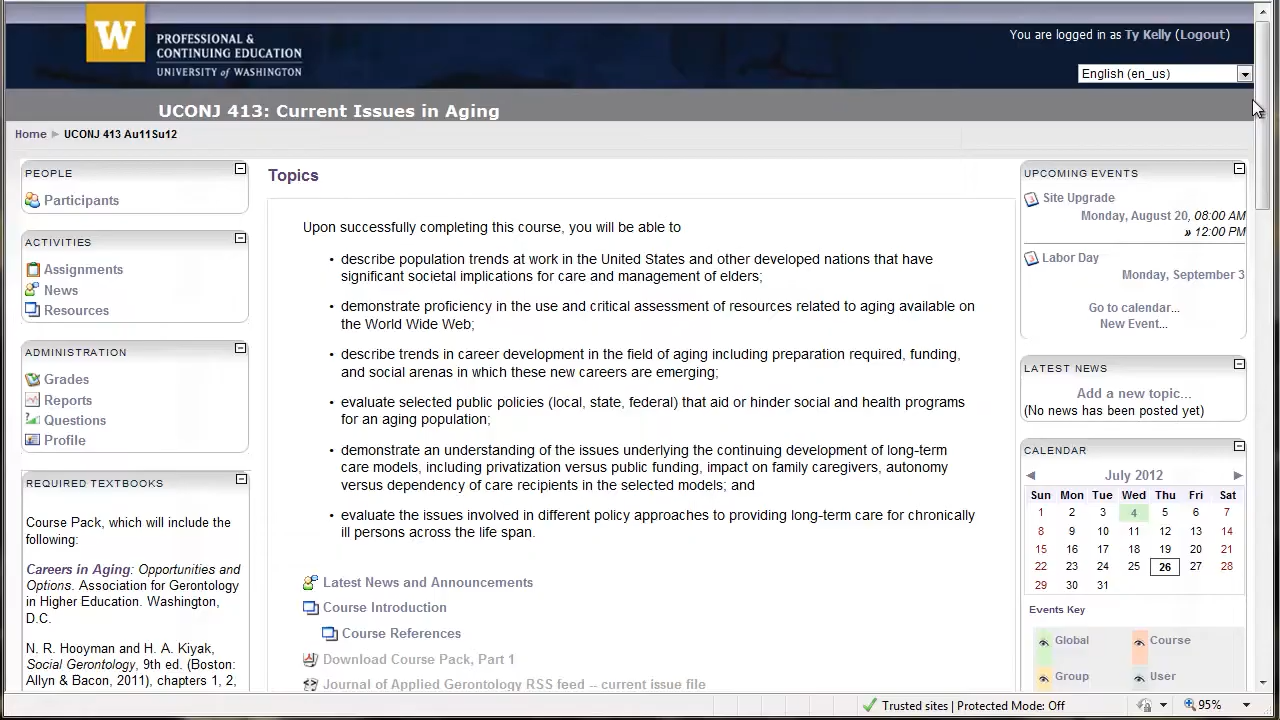 W
PROFESSIONAL &
CONTINUING EDUCATION
UNIVERSITY of WASHINGTON
You are logged in as Ty Kelly (Logout)
English (en_us)
UCONJ 413: Current Issues in Aging
Home ► UCONJ 413 Au11Su12
PEOPLE
Participants
ACTIVITIES
Assignments
News
Resources
ADMINISTRATION
Grades
Reports
Questions
Profile
REQUIRED TEXTBOOKS
Course Pack, which will include the
following:
Careers in Aging: Opportunities and
Options. Association for Gerontology
in Higher Education. Washington,
D.C.
N. R. Hooyman and H. A. Kiyak,
Social Gerontology, 9th ed. (Boston:
Allyn & Bacon, 2011), chapters 1, 2,
Topics
Upon successfully completing this course, you will be able to
• describe population trends at work in the United States and other developed nations that have
significant societal implications for care and management of elders;
• demonstrate proficiency in the use and critical assessment of resources related to aging available on
the World Wide Web;
• describe trends in career development in the field of aging including preparation required, funding,
and social arenas in which these new careers are emerging;
• evaluate selected public policies (local, state, federal) that aid or hinder social and health programs
for an aging population;
• demonstrate an understanding of the issues underlying the continuing development of long-term
care models, including privatization versus public funding, impact on family caregivers, autonomy
versus dependency of care recipients in the selected models; and
• evaluate the issues involved in different policy approaches to providing long-term care for chronically
ill persons across the life span.
Latest News and Announcements
Course Introduction
Course References
Download Course Pack, Part 1
Journal of Applied Gerontology RSS feed -- current issue file
UPCOMING EVENTS
Site Upgrade
Monday, August 20, 08:00 AM
» 12:00 PM
Labor Day
Monday, September 3
Go to calendar...
New Event...
LATEST NEWS
Add a new topic...
(No news has been posted yet)
CALENDAR
◄ July 2012 ►
Sun Mon Tue Wed Thu Fri Sat
1 2 3 4 5 6 7
8 9 10 11 12 13 14
15 16 17 18 19 20 21
22 23 24 25 26 27 28
29 30 31
Events Key
Global Course
Group User
Trusted sites | Protected Mode: Off
95%